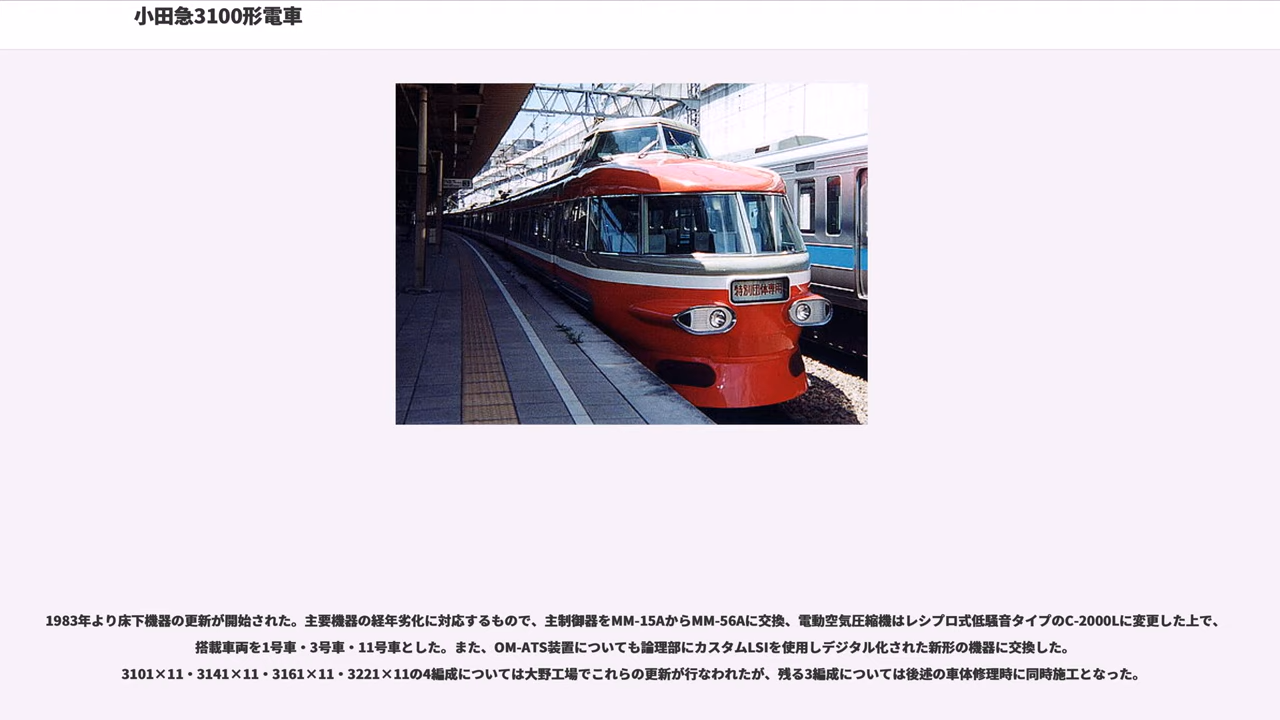 小田急3100形電車
特別団体専用
1983年より床下機器の更新が開始された。主要機器の経年劣化に対応するもので、主制御器をMM-15AからMM-56Aに交換、電動空気圧縮機はレシプロ式低騒音タイプのC-2000Lに変更した上で、
搭載車両を1号車・3号車・11号車とした。また、OM-ATS装置についても論理部にカスタムLSIを使用しデジタル化された新形の機器に交換した。
3101×11・3141×11・3161×11・3221×11の4編成については大野工場でこれらの更新が行なわれたが、残る3編成については後述の車体修理時に同時施工となった。